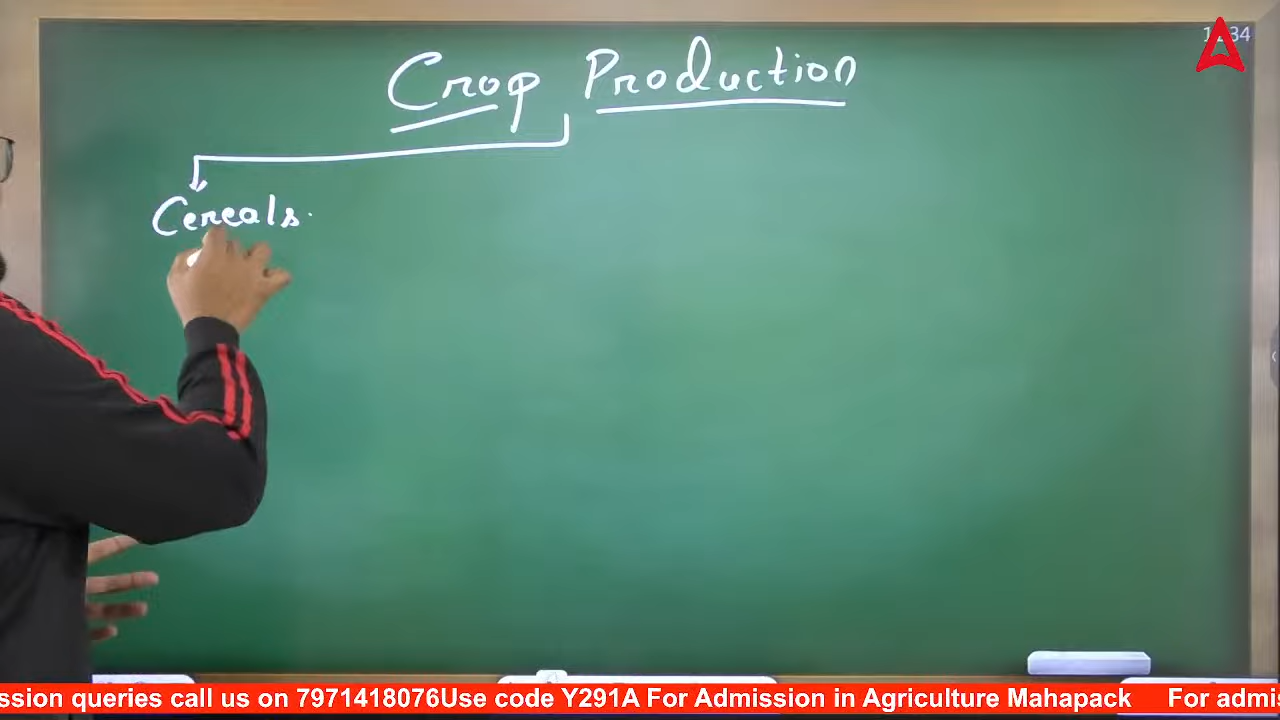 Crop Production
Cereals.
ssion queries call us on 7971418076Use code Y291A For Admission in Agriculture Mahapack For admis